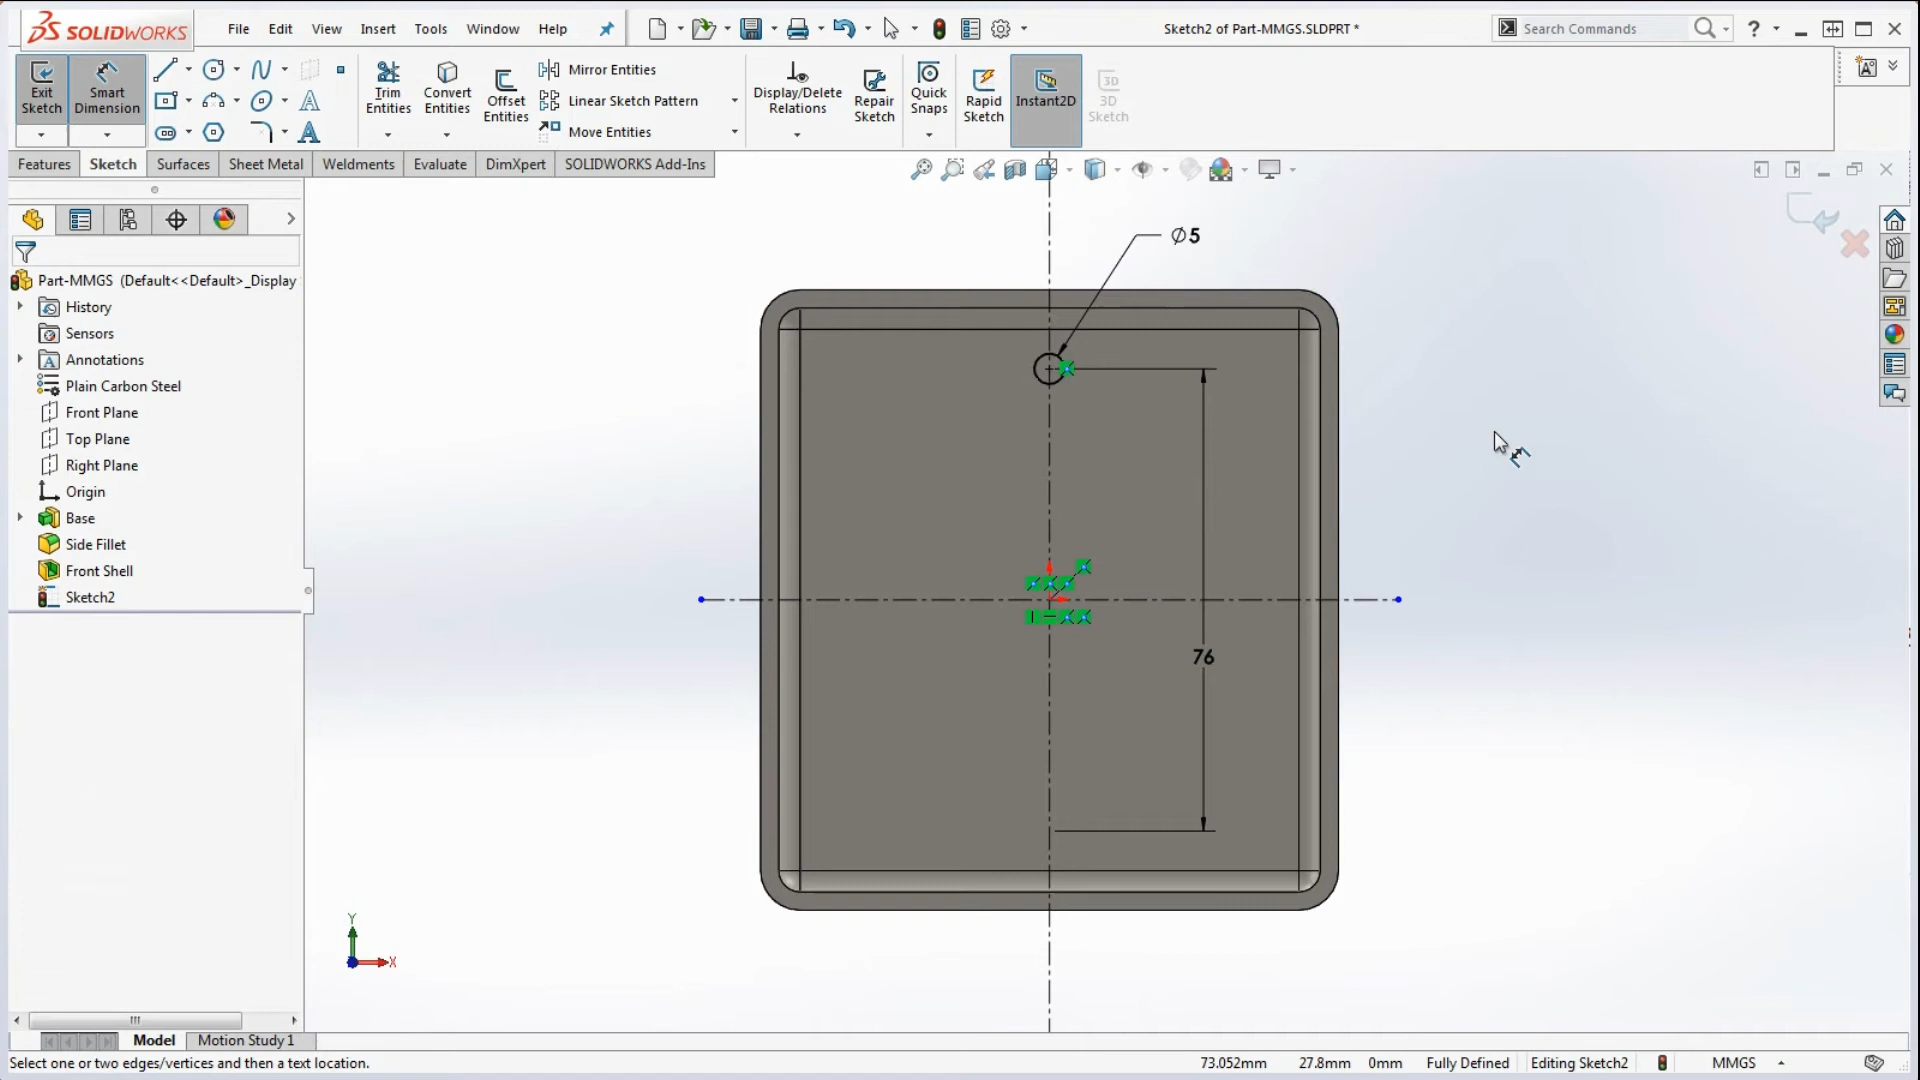 SOLIDWORKS
File Edit View Insert Tools Window Help
Sketch2 of Part-MMGS.SLDPRT *
Search Commands
?
Exit Sketch
Smart Dimension
Trim Entities
Convert Entities
Offset Entities
Mirror Entities
Linear Sketch Pattern
Move Entities
Display/Delete Relations
Repair Sketch
Quick Snaps
Rapid Sketch
Instant2D
3D Sketch
Features Sketch Surfaces Sheet Metal Weldments Evaluate DimXpert SOLIDWORKS Add-Ins
Part-MMGS (Default<<Default>_Display
History
Sensors
Annotations
Plain Carbon Steel
Front Plane
Top Plane
Right Plane
Origin
Base
Side Fillet
Front Shell
Sketch2
∅5
76
Y
X
Model Motion Study 1
Select one or two edges/vertices and then a text location.
73.052mm 27.8mm 0mm Fully Defined Editing Sketch2 MMGS